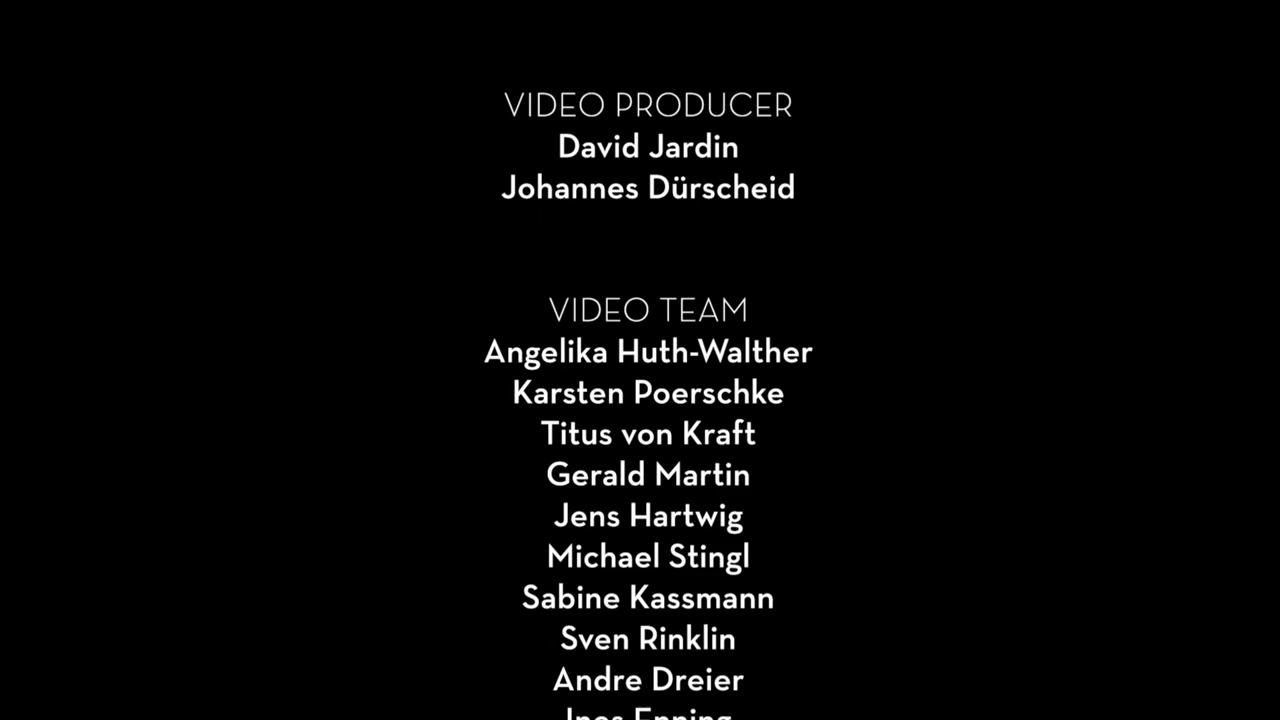 VIDEO PRODUCER
David Jardin
Johannes Dürscheid
VIDEO TEAM
Angelika Huth-Walther
Karsten Poerschke
Titus von Kraft
Gerald Martin
Jens Hartwig
Michael Stingl
Sabine Kassmann
Sven Rinklin
Andre Dreier